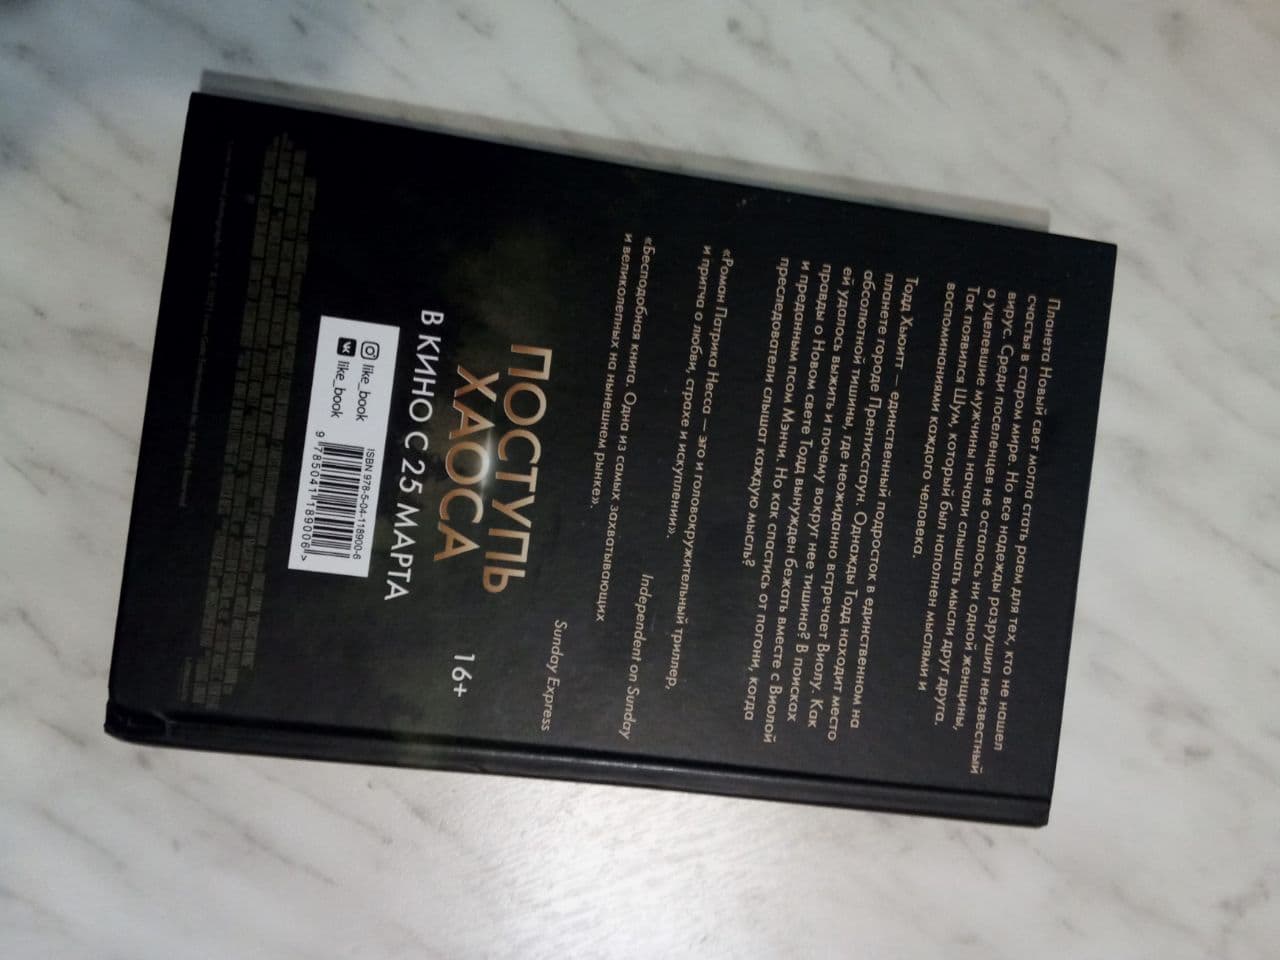 Планета Новый свет могла стать раем для тех, кто не нашел
счастья в старом мире. Но все надежды разрушил неизвестный
вирус. Среди поселенцев не осталось ни одной женщины,
а уцелевшие мужчины начали слышать мысли друг друга.
Так появился Шум, который был наполнен мыслями и
воспоминаниями каждого человека.
Тодд Хьюитт – единственный подросток в единственном на
планете городе Прентисстаун. Однажды Тодд находит место
абсолютной тишины, где неожиданно встречает Виолу. Как
ей удалось выжить и почему вокруг нее тишина? В поисках
правды о Новом свете Тодд вынужден бежать вместе с Виолой
и преданным псом Мэнчи. Но как спастись от погони, когда
преследователи слышат каждую мысль?
«Роман Патрика Несса – это и головокружительный триллер,
и притча о любви, страхе и искуплении».
Independent on Sunday
«Бесподобная книга. Одна из самых захватывающих
и великолепных на нынешнем рынке».
Sunday Express
ПОСТУПЬ
ХАОСА
16+
В КИНО С 25 МАРТА
like_book
like_book
ISBN 978-5-04-118900-6
9 785041 189006 >